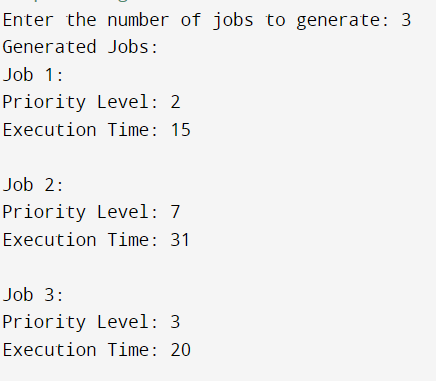 Enter the number of jobs to generate: 3
Generated Jobs:
Job 1:
Priority Level: 2
Execution Time: 15
Job 2:
Priority Level: 7
Execution Time: 31
Job 3:
Priority Level: 3
Execution Time: 20